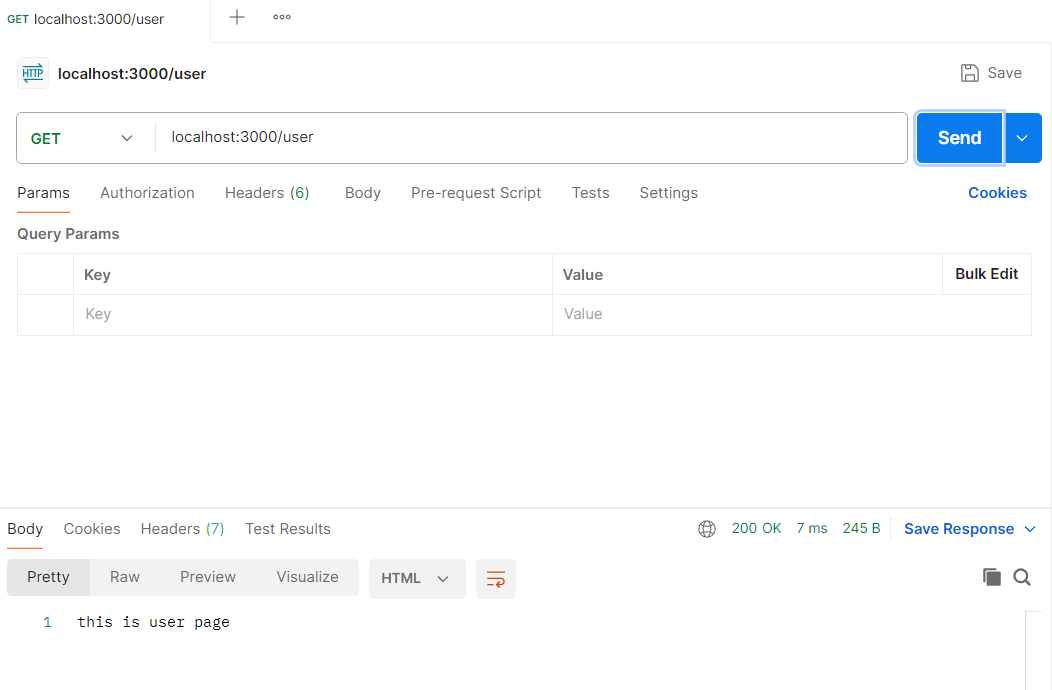 GET localhost:3000/user
HTTP localhost:3000/user Save
GET localhost:3000/user Send
Params Authorization Headers (6) Body Pre-request Script Tests Settings Cookies
Query Params
Key Value Bulk Edit
Key Value
Body Cookies Headers (7) Test Results 200 OK 7 ms 245 B Save Response
Pretty Raw Preview Visualize HTML
1 this is user page